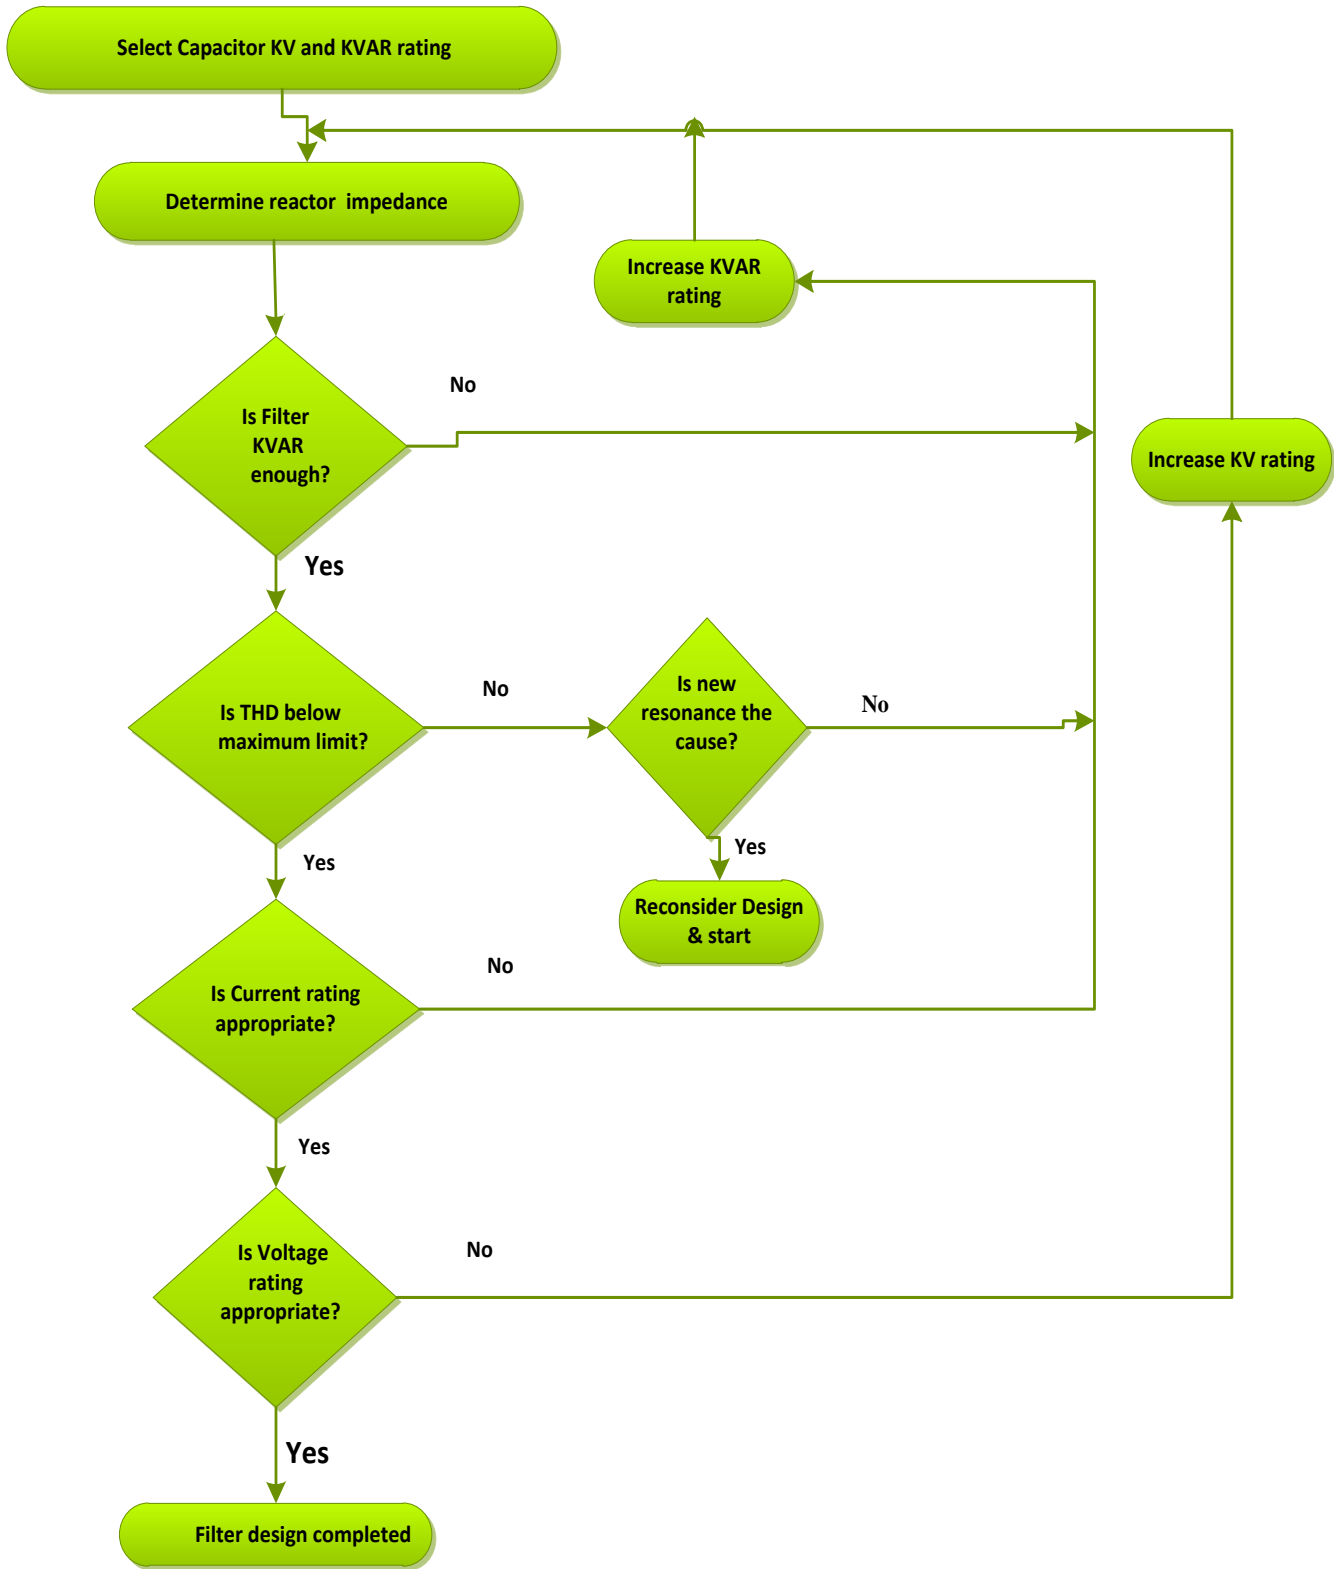 Select Capacitor KV and KVAR rating
Determine reactor impedance
Increase KVAR
rating
No
Is Filter
KVAR
enough?
Increase KV rating
Yes
Is THD below
maximum limit?
No
Is new
resonance the
cause?
No
Yes
Yes
Reconsider Design
& start
Is Current rating
appropriate?
No
Yes
Is Voltage
rating
appropriate?
No
Yes
Filter design completed